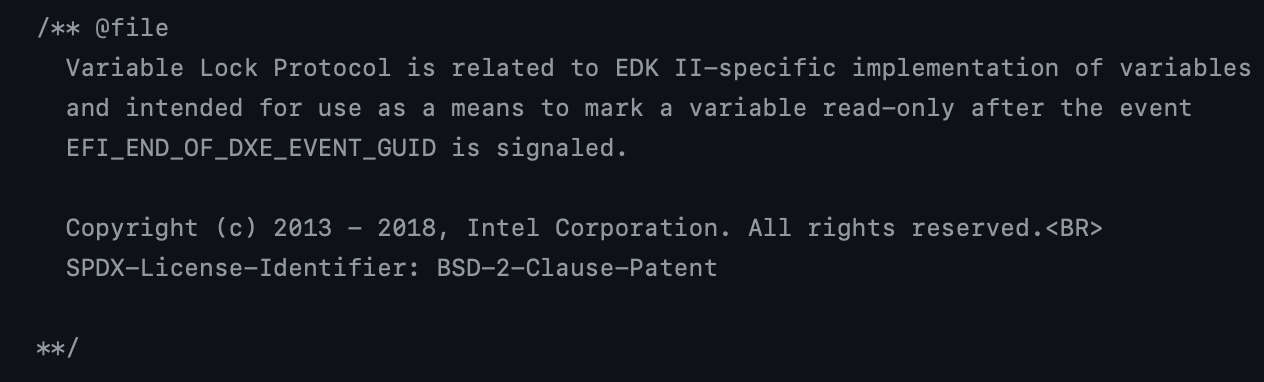 /** @file
Variable Lock Protocol is related to EDK II-specific implementation of variables
and intended for use as a means to mark a variable read-only after the event
EFI_END_OF_DXE_EVENT_GUID is signaled.
Copyright (c) 2013 - 2018, Intel Corporation. All rights reserved.<BR>
SPDX-License-Identifier: BSD-2-Clause-Patent
**/